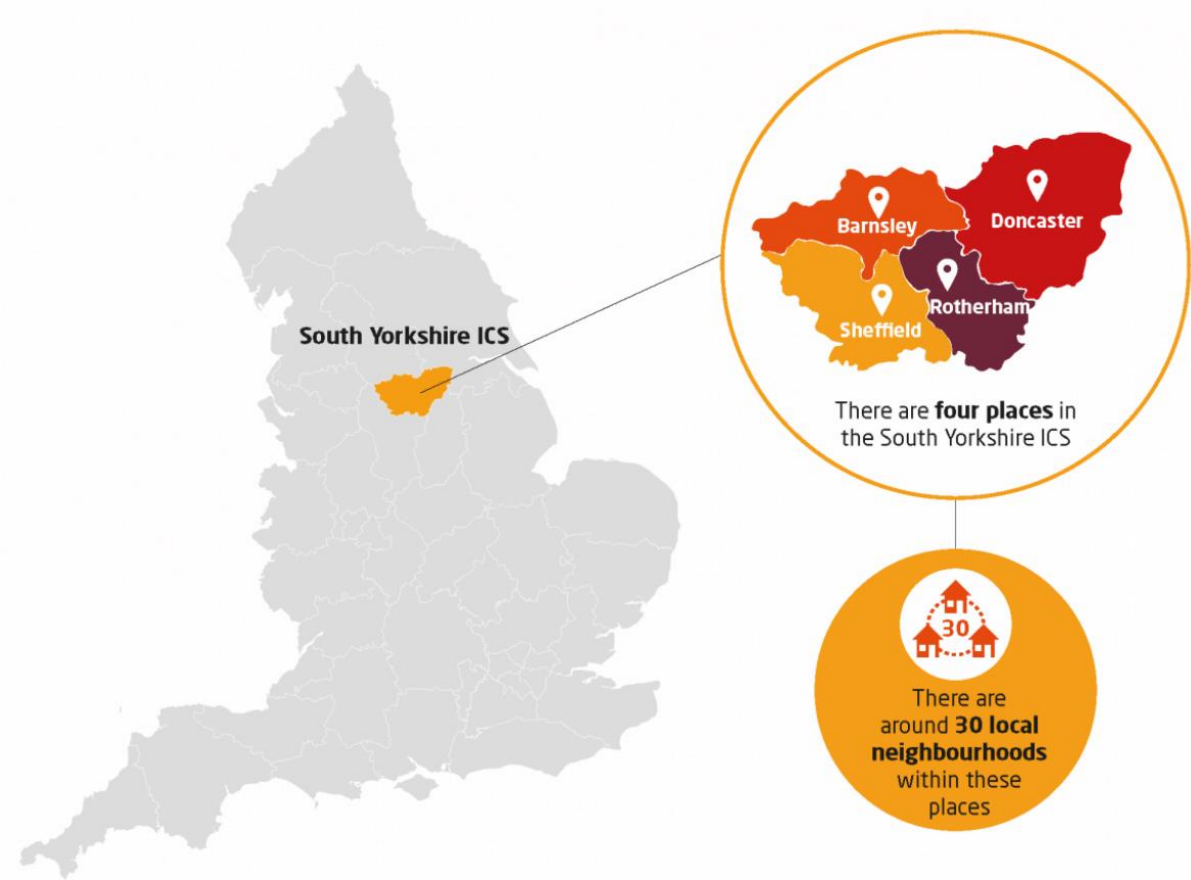 South Yorkshire ICS
Barnsley
Doncaster
Rotherham
Sheffield
There are four places in
the South Yorkshire ICS
30
There are
around 30 local
neighbourhoods
within these
places